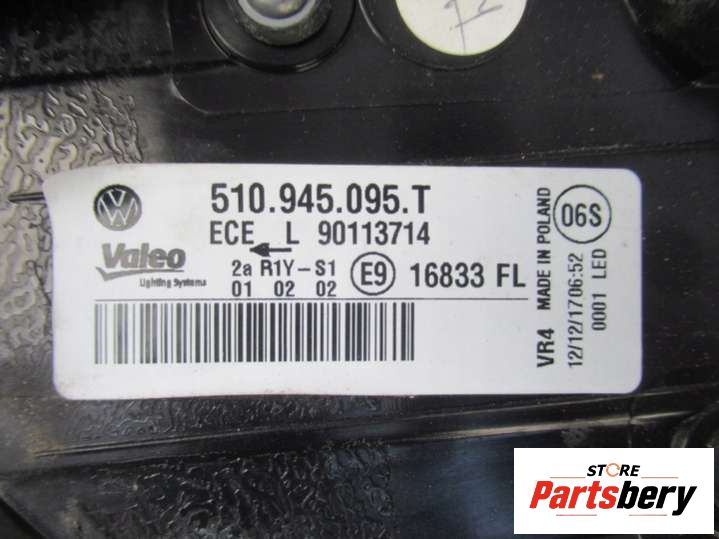 510.945.095.T
ECE L 90113714
Valeo
Lighting Systems
2a R1Y-S1
01 02 02
E9
16833 FL
VR4 MADE IN POLAND
12/12/17 06:52
0001 LED
06S
STORE
Partsbery